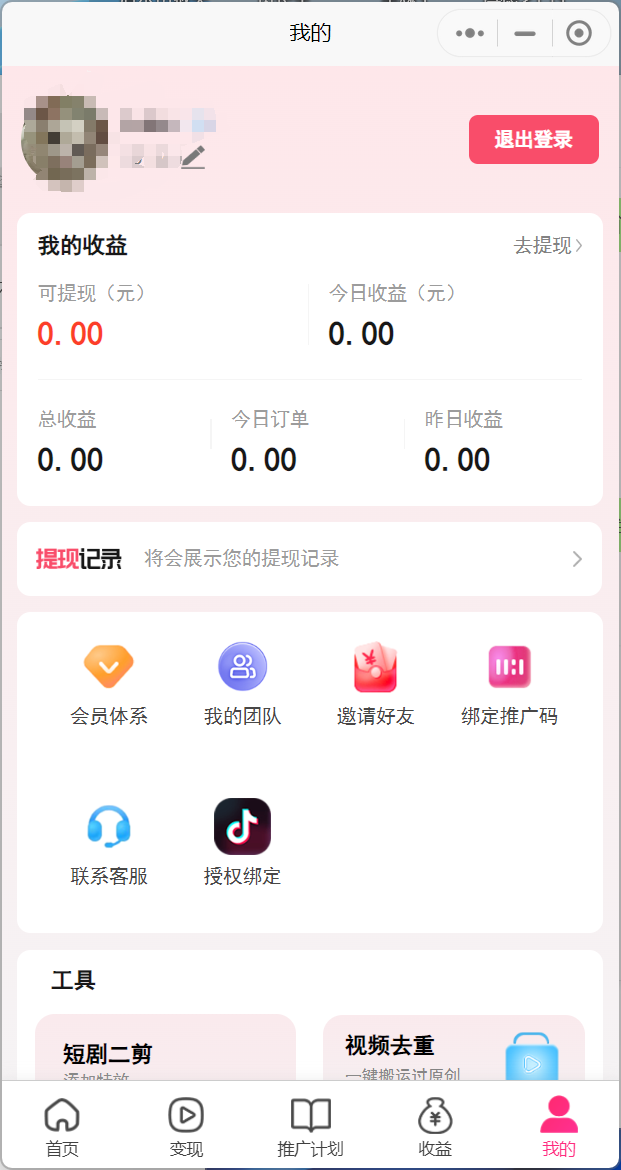 我的
退出登录
我的收益
去提现
可提现（元）
今日收益（元）
0.00
0.00
总收益
今日订单
昨日收益
0.00
0.00
0.00
提现记录
将会展示您的提现记录
会员体系
我的团队
邀请好友
绑定推广码
联系客服
授权绑定
工具
短剧二剪
视频去重
一键搬运过原创
首页
变现
推广计划
收益
我的